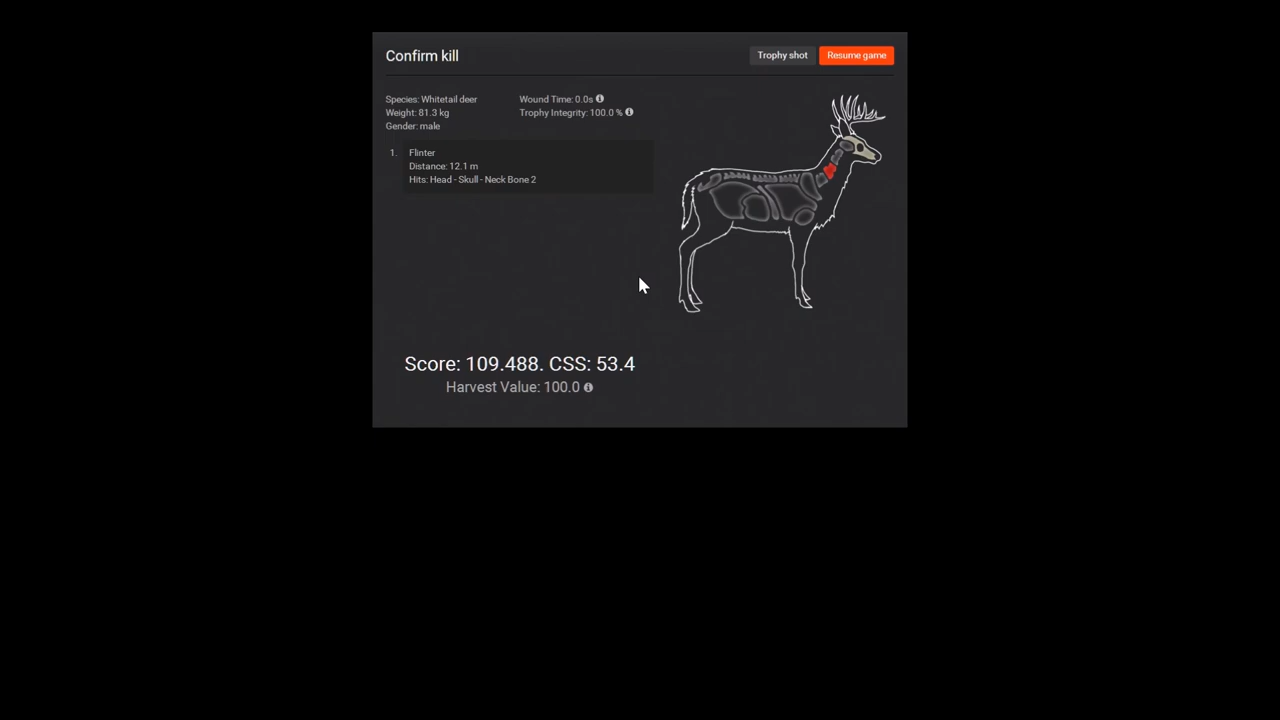 Confirm kill
Trophy shot
Resume game
Species: Whitetail deer
Weight: 81.3 kg
Gender: male
Wound Time: 0.0s
Trophy Integrity: 100.0 %
1. Flinter
Distance: 12.1 m
Hits: Head - Skull - Neck Bone 2
Score: 109.488. CSS: 53.4
Harvest Value: 100.0